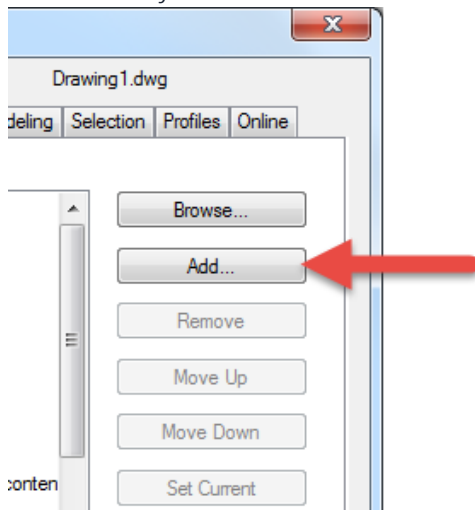 Drawing1.dwg
deling Selection Profiles Online
Browse...
Add...
Remove
Move Up
Move Down
conten Set Current